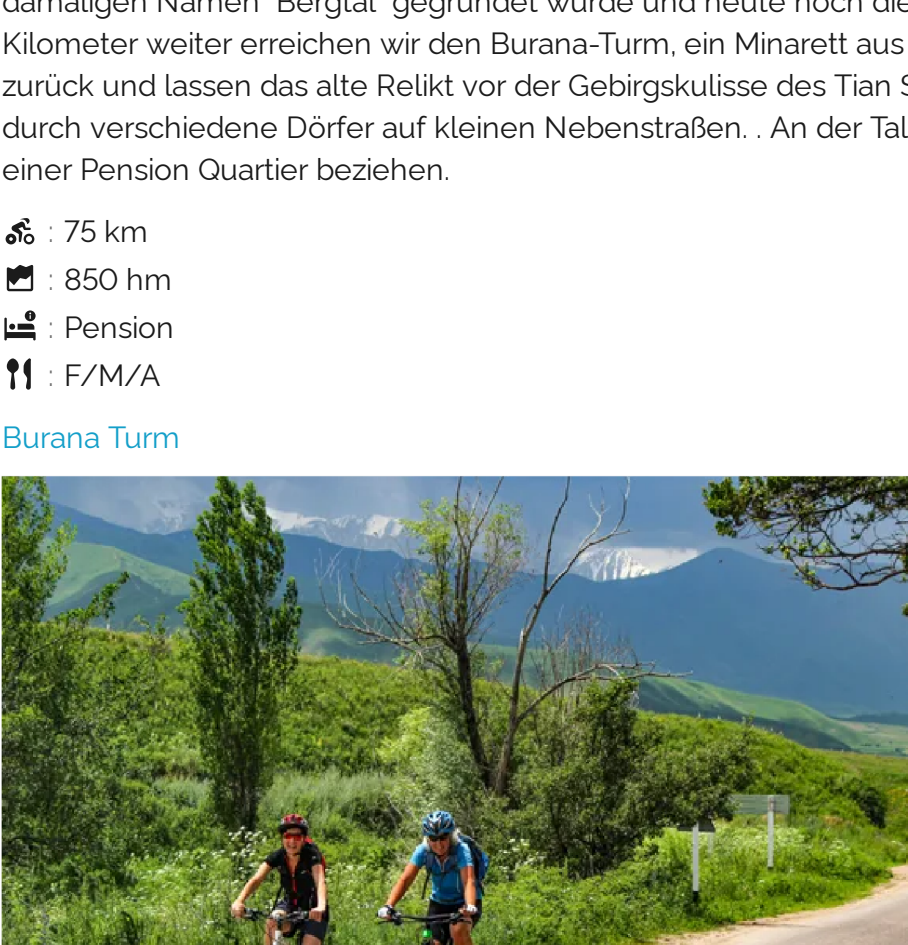 damaligen Namen "Bergtal" gegründet wurde und heute noch die
Kilometer weiter erreichen wir den Burana-Turm, ein Minarett aus
zurück und lassen das alte Relikt vor der Gebirgskulisse des Tian S
durch verschiedene Dörfer auf kleinen Nebenstraßen. . An der Tal
einer Pension Quartier beziehen.
: 75 km
: 850 hm
: Pension
: F/M/A
Burana Turm